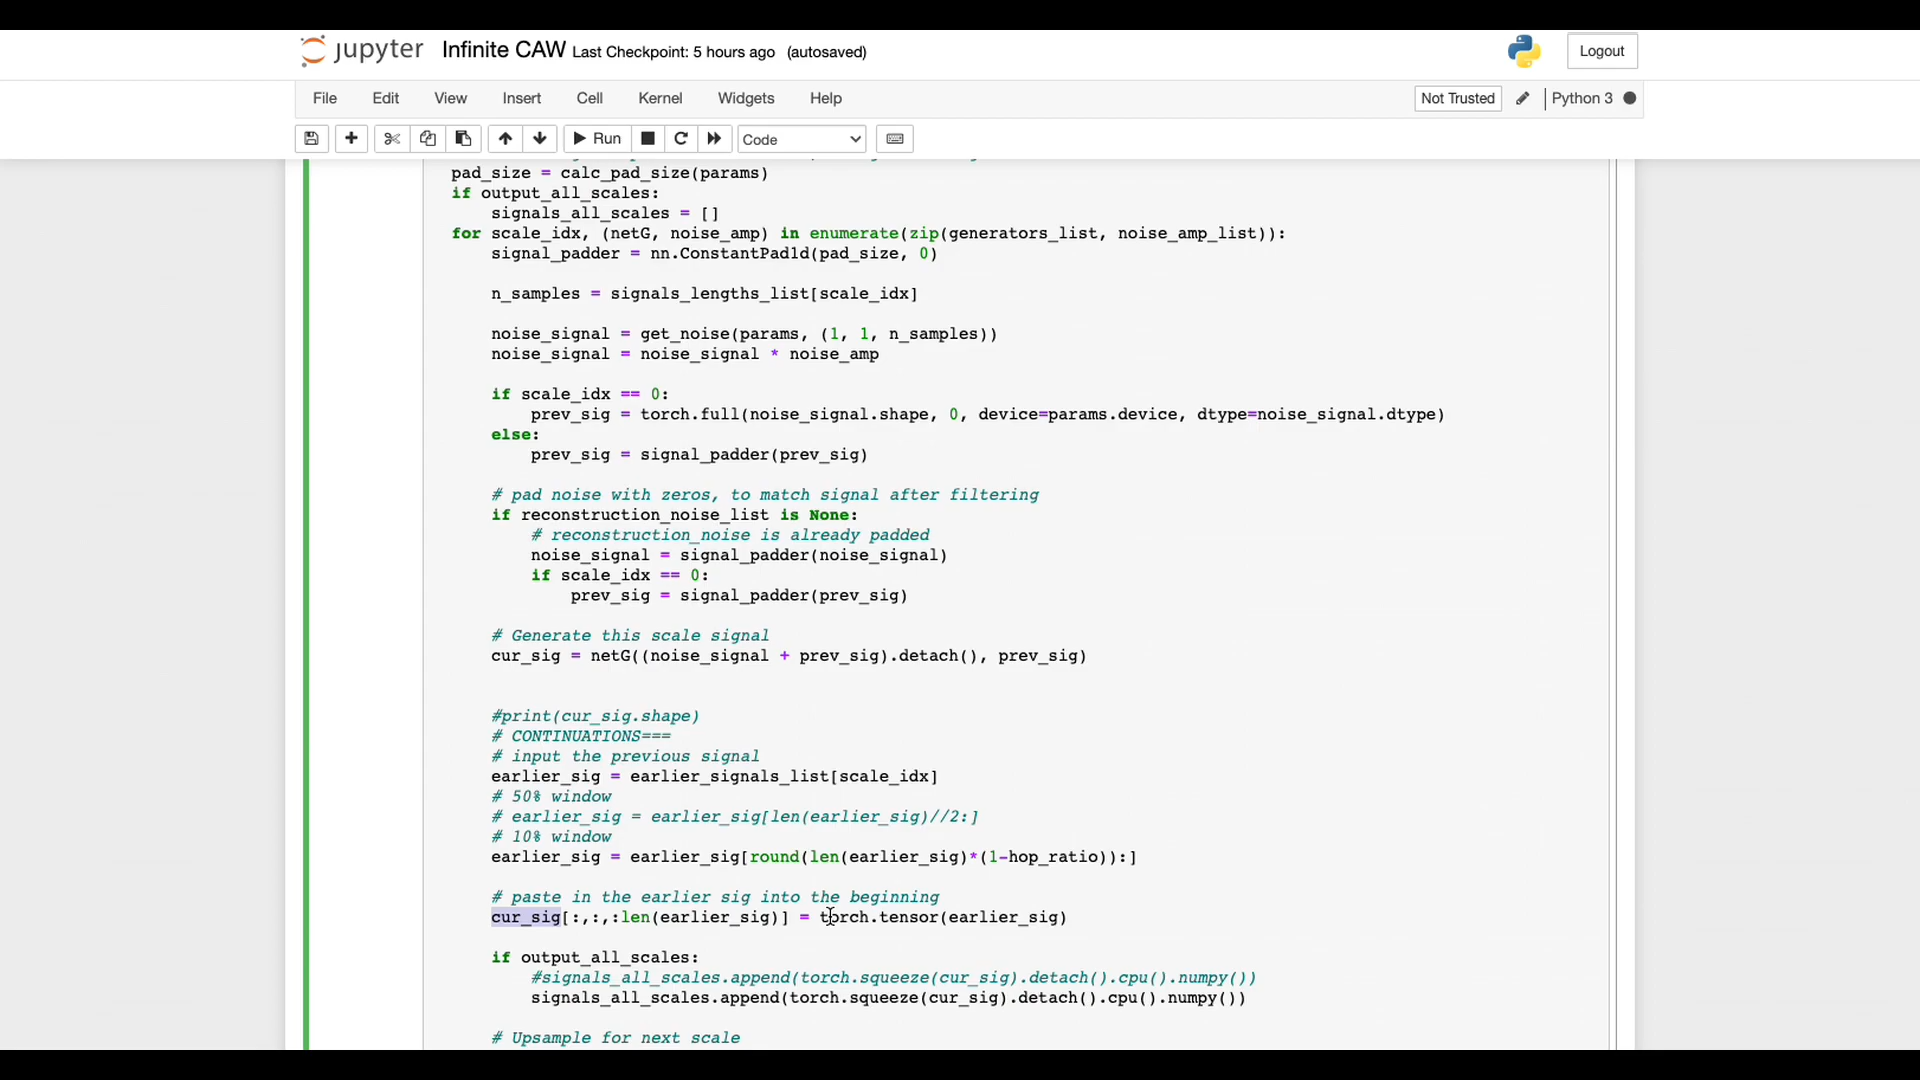 jupyter Infinite CAW Last Checkpoint: 5 hours ago (autosaved)
Logout
File Edit View Insert Cell Kernel Widgets Help
Not Trusted Python 3
Run Code
pad_size = calc_pad_size(params)
if output_all_scales:
signals_all_scales = []
for scale_idx, (netG, noise_amp) in enumerate(zip(generators_list, noise_amp_list)):
signal_padder = nn.ConstantPad1d(pad_size, 0)
n_samples = signals_lengths_list[scale_idx]
noise_signal = get_noise(params, (1, 1, n_samples))
noise_signal = noise_signal * noise_amp
if scale_idx == 0:
prev_sig = torch.full(noise_signal.shape, 0, device=params.device, dtype=noise_signal.dtype)
else:
prev_sig = signal_padder(prev_sig)
# pad noise with zeros, to match signal after filtering
if reconstruction_noise_list is None:
# reconstruction_noise is already padded
noise_signal = signal_padder(noise_signal)
if scale_idx == 0:
prev_sig = signal_padder(prev_sig)
# Generate this scale signal
cur_sig = netG((noise_signal + prev_sig).detach(), prev_sig)
#print(cur_sig.shape)
# CONTINUATIONS===
# input the previous signal
earlier_sig = earlier_signals_list[scale_idx]
# 50% window
# earlier_sig = earlier_sig[len(earlier_sig)//2:]
# 10% window
earlier_sig = earlier_sig[round(len(earlier_sig)*(1-hop_ratio)):]
# paste in the earlier sig into the beginning
cur_sig[:,:,:len(earlier_sig)] = torch.tensor(earlier_sig)
if output_all_scales:
#signals_all_scales.append(torch.squeeze(cur_sig).detach().cpu().numpy())
signals_all_scales.append(torch.squeeze(cur_sig).detach().cpu().numpy())
# Upsample for next scale